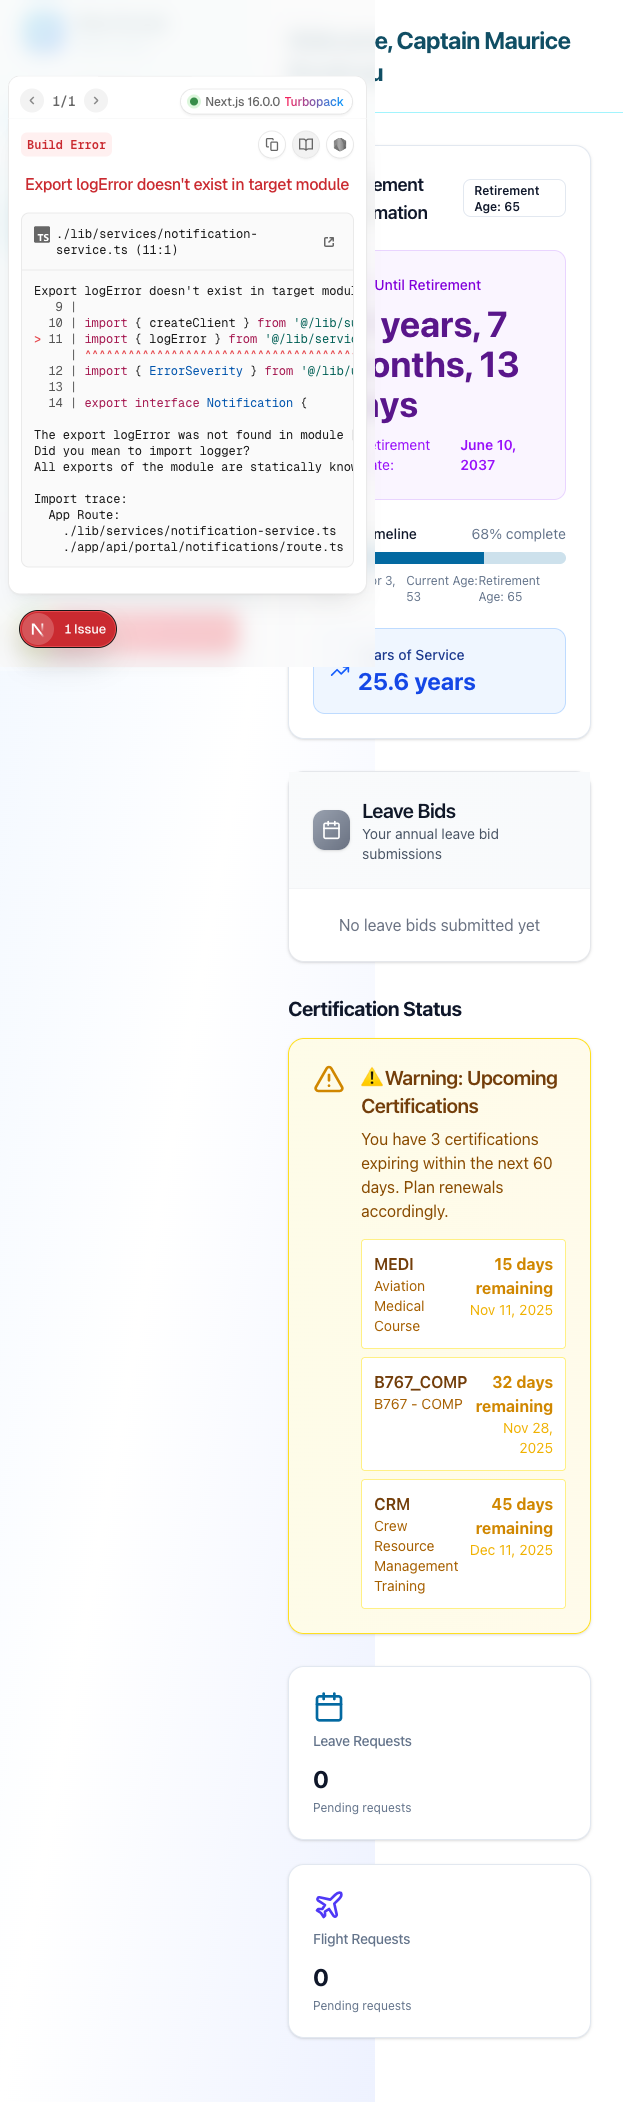 e, Captain Maurice
1/1
Next.js 16.0.0 Turbopack
Build Error
Export logError doesn't exist in target module
./lib/services/notification-
service.ts (11:1)
Export logError doesn't exist in target modul
9 |
10 | import { createClient } from '@/lib/su
> 11 | import { logError } from '@/lib/servic
| ^^^^^^^^^^^^^^^^^^^^^^^^^^^^^^^^^^^^^
12 | import { ErrorSeverity } from '@/lib/u
13 |
14 | export interface Notification {
The export logError was not found in module [
Did you mean to import logger?
All exports of the module are statically know
Import trace:
App Route:
./lib/services/notification-service.ts
./app/api/portal/notifications/route.ts
1 Issue
ement
mation
Retirement
Age: 65
Until Retirement
years, 7
onths, 13
ays
etirement
ate:
June 10,
2037
meline
68% complete
or 3,
Current Age:
53
Retirement
Age: 65
ars of Service
25.6 years
Leave Bids
Your annual leave bid
submissions
No leave bids submitted yet
Certification Status
⚠️ Warning: Upcoming
Certifications
You have 3 certifications
expiring within the next 60
days. Plan renewals
accordingly.
MEDI
Aviation
Medical
Course
15 days
remaining
Nov 11, 2025
B767_COMP
B767 - COMP
32 days
remaining
Nov 28,
2025
CRM
Crew
Resource
Management
Training
45 days
remaining
Dec 11, 2025
Leave Requests
0
Pending requests
Flight Requests
0
Pending requests